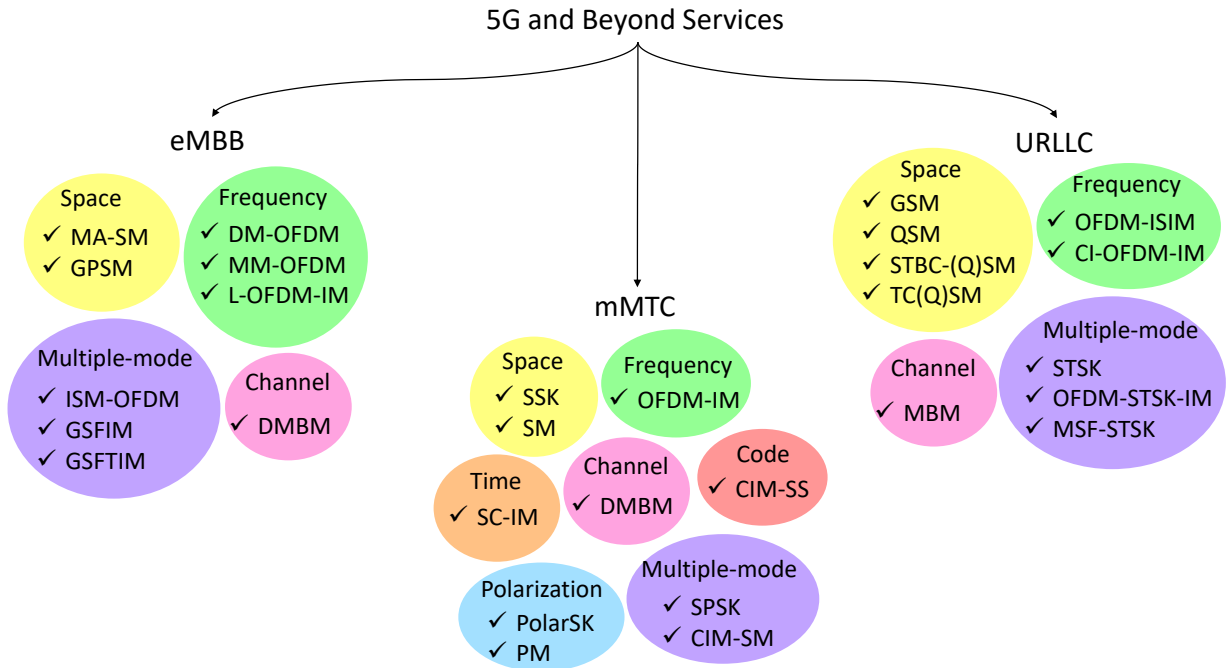 5G and Beyond Services
eMBB
Space
✓ MA-SM
✓ GPSM
Frequency
✓ DM-OFDM
✓ MM-OFDM
✓ L-OFDM-IM
Multiple-mode
✓ ISM-OFDM
✓ GSFIM
✓ GSFTIM
Channel
✓ DMBM
mMTC
Space
✓ SSK
✓ SM
Frequency
✓ OFDM-IM
Time
✓ SC-IM
Channel
✓ DMBM
Code
✓ CIM-SS
Polarization
✓ PolarSK
✓ PM
Multiple-mode
✓ SPSK
✓ CIM-SM
URLLC
Space
✓ GSM
✓ QSM
✓ STBC-(Q)SM
✓ TC(Q)SM
Frequency
✓ OFDM-ISIM
✓ CI-OFDM-IM
Channel
✓ MBM
Multiple-mode
✓ STSK
✓ OFDM-STSK-IM
✓ MSF-STSK